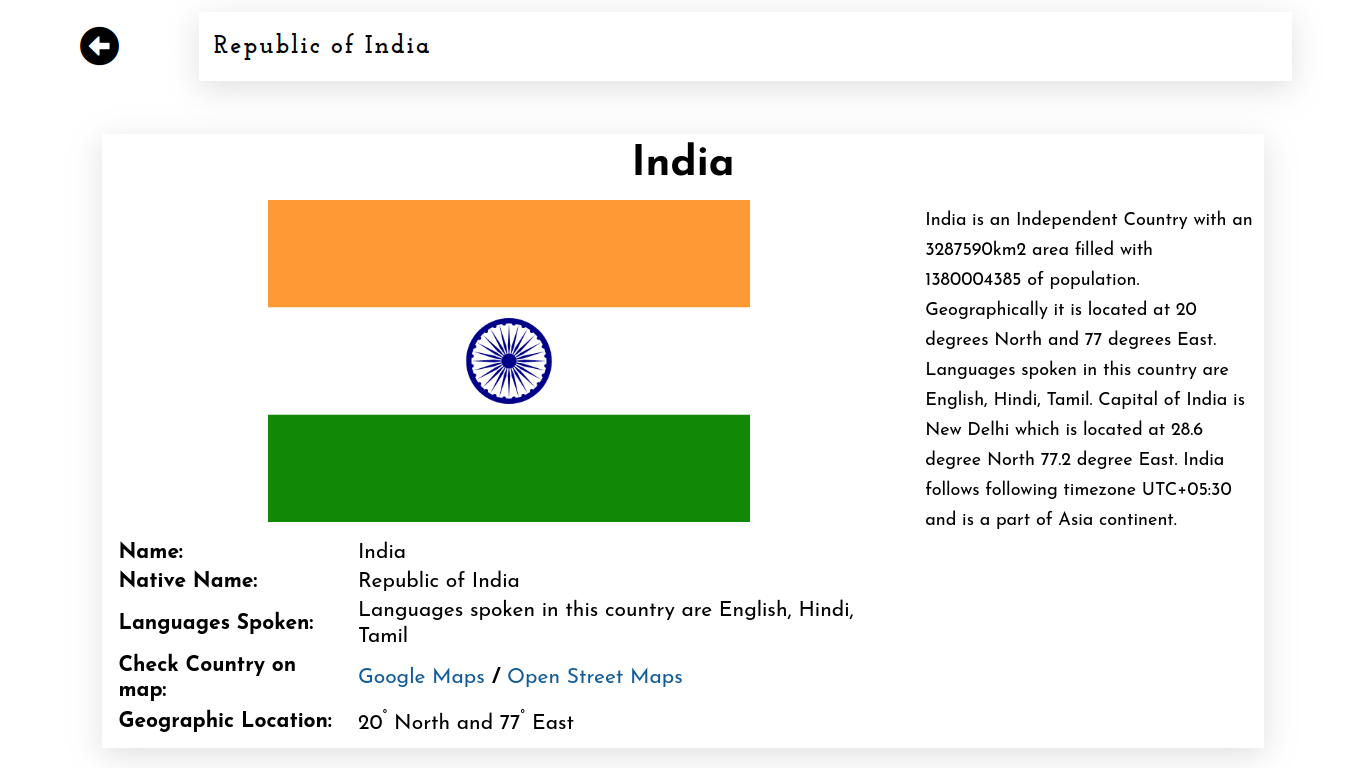 Republic of India
India
India is an Independent Country with an
3287590km2 area filled with
1380004385 of population.
Geographically it is located at 20
degrees North and 77 degrees East.
Languages spoken in this country are
English, Hindi, Tamil. Capital of India is
New Delhi which is located at 28.6
degree North 77.2 degree East. India
follows following timezone UTC+05:30
and is a part of Asia continent.
Name: India
Native Name: Republic of India
Languages Spoken: Languages spoken in this country are English, Hindi,
Tamil
Check Country on
map: Google Maps / Open Street Maps
Geographic Location: 20° North and 77° East